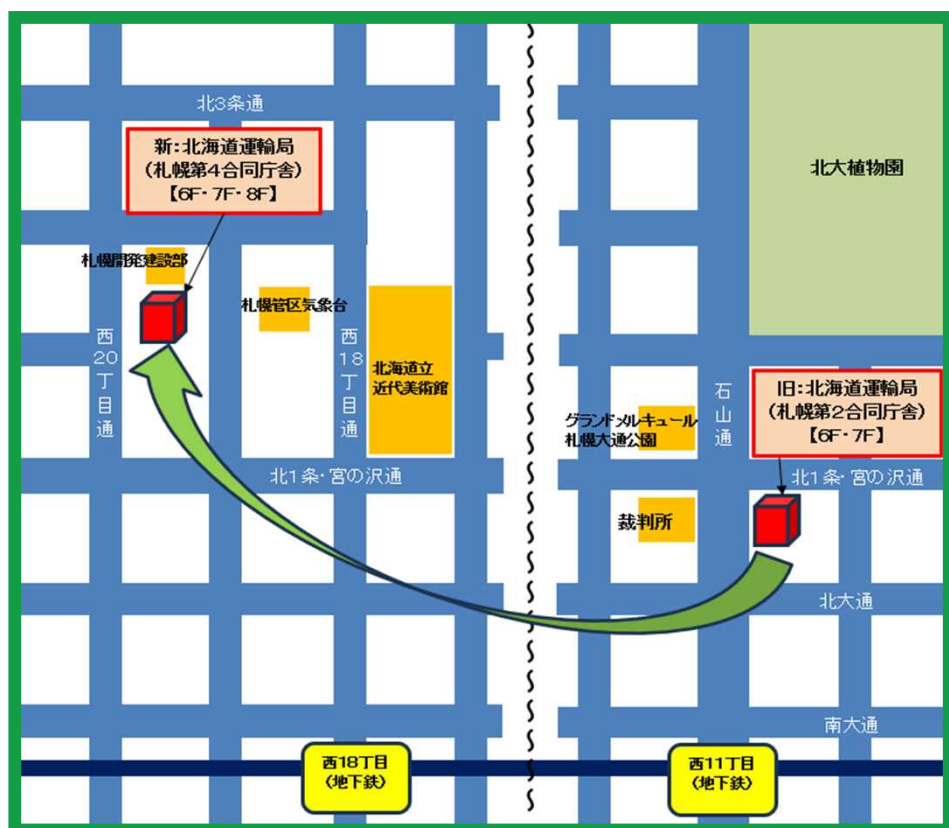 北3条通
新:北海道運輸局
(札幌第4合同庁舎)
【6F・7F・8F】
北大植物園
札幌開発建設部
札幌管区気象台
西20丁目通
西18丁目通
北海道立
近代美術館
石山通
旧:北海道運輸局
(札幌第2合同庁舎)
【6F・7F】
グランドメルキュール
札幌大通公園
北1条・宮の沢通
北1条・宮の沢通
裁判所
北大通
南大通
西18丁目
(地下鉄)
西11丁目
(地下鉄)